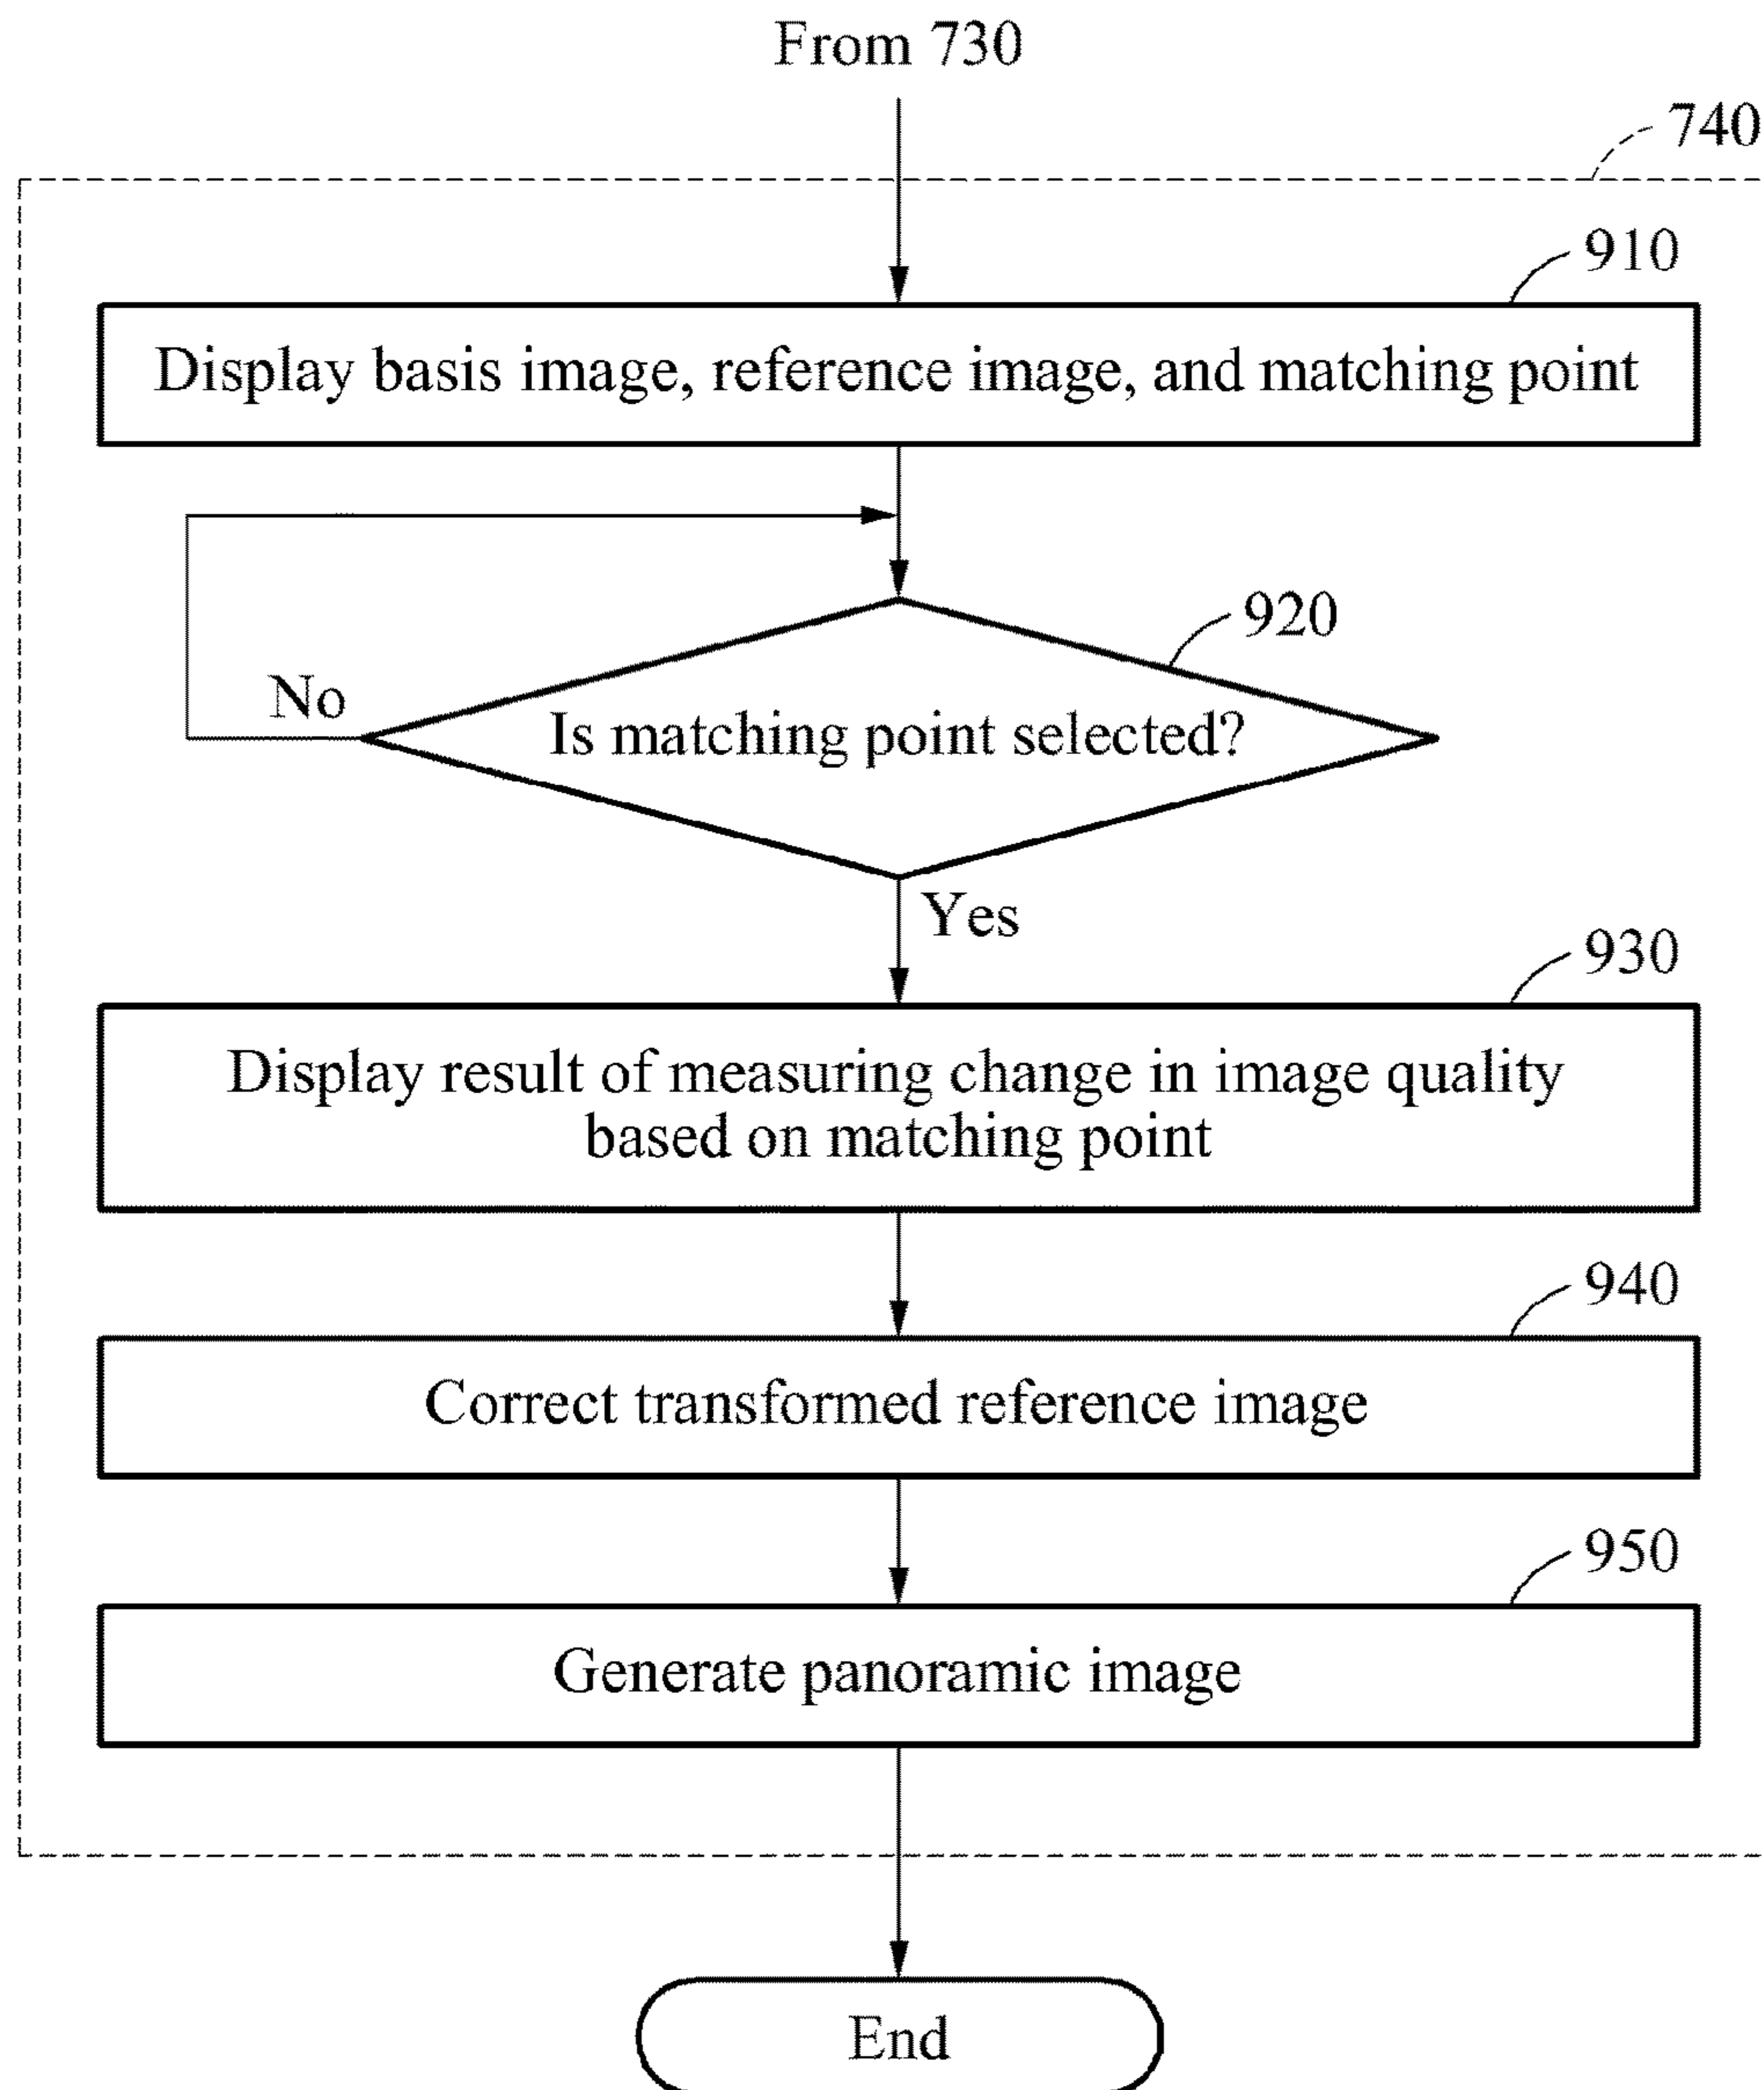 From 730
740
910
Display basis image, reference image, and matching point
920
No
Is matching point selected?
Yes
930
Display result of measuring change in image quality
based on matching point
940
Correct transformed reference image
950
Generate panoramic image
End